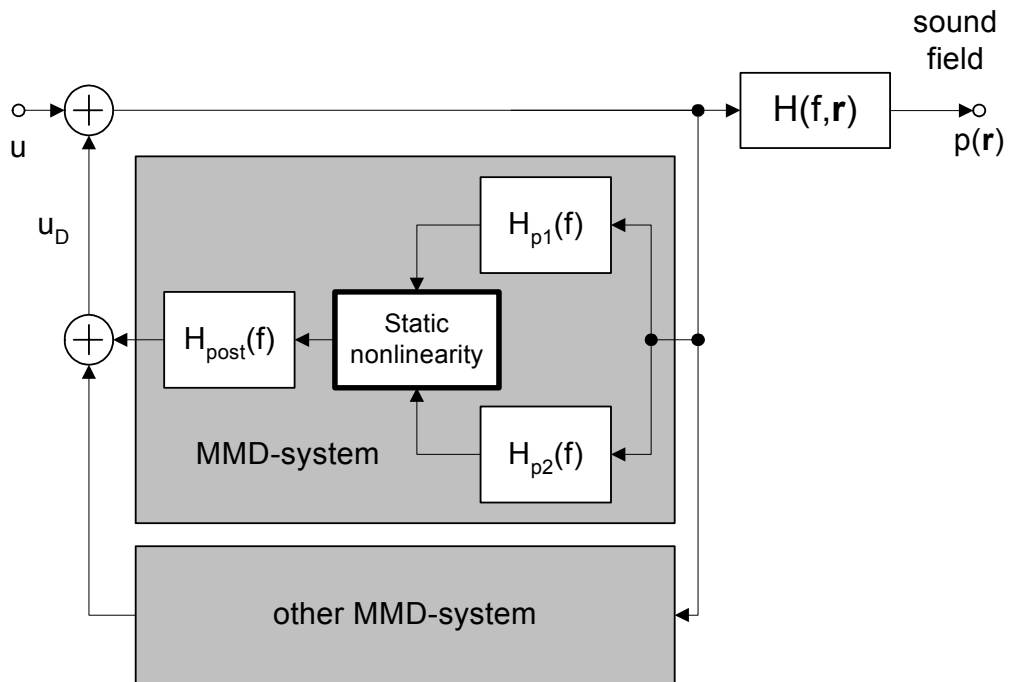 sound
field
u
H(f,r)
p(r)
u_D
H_p1(f)
H_post(f)
Static
nonlinearity
MMD-system
H_p2(f)
other MMD-system